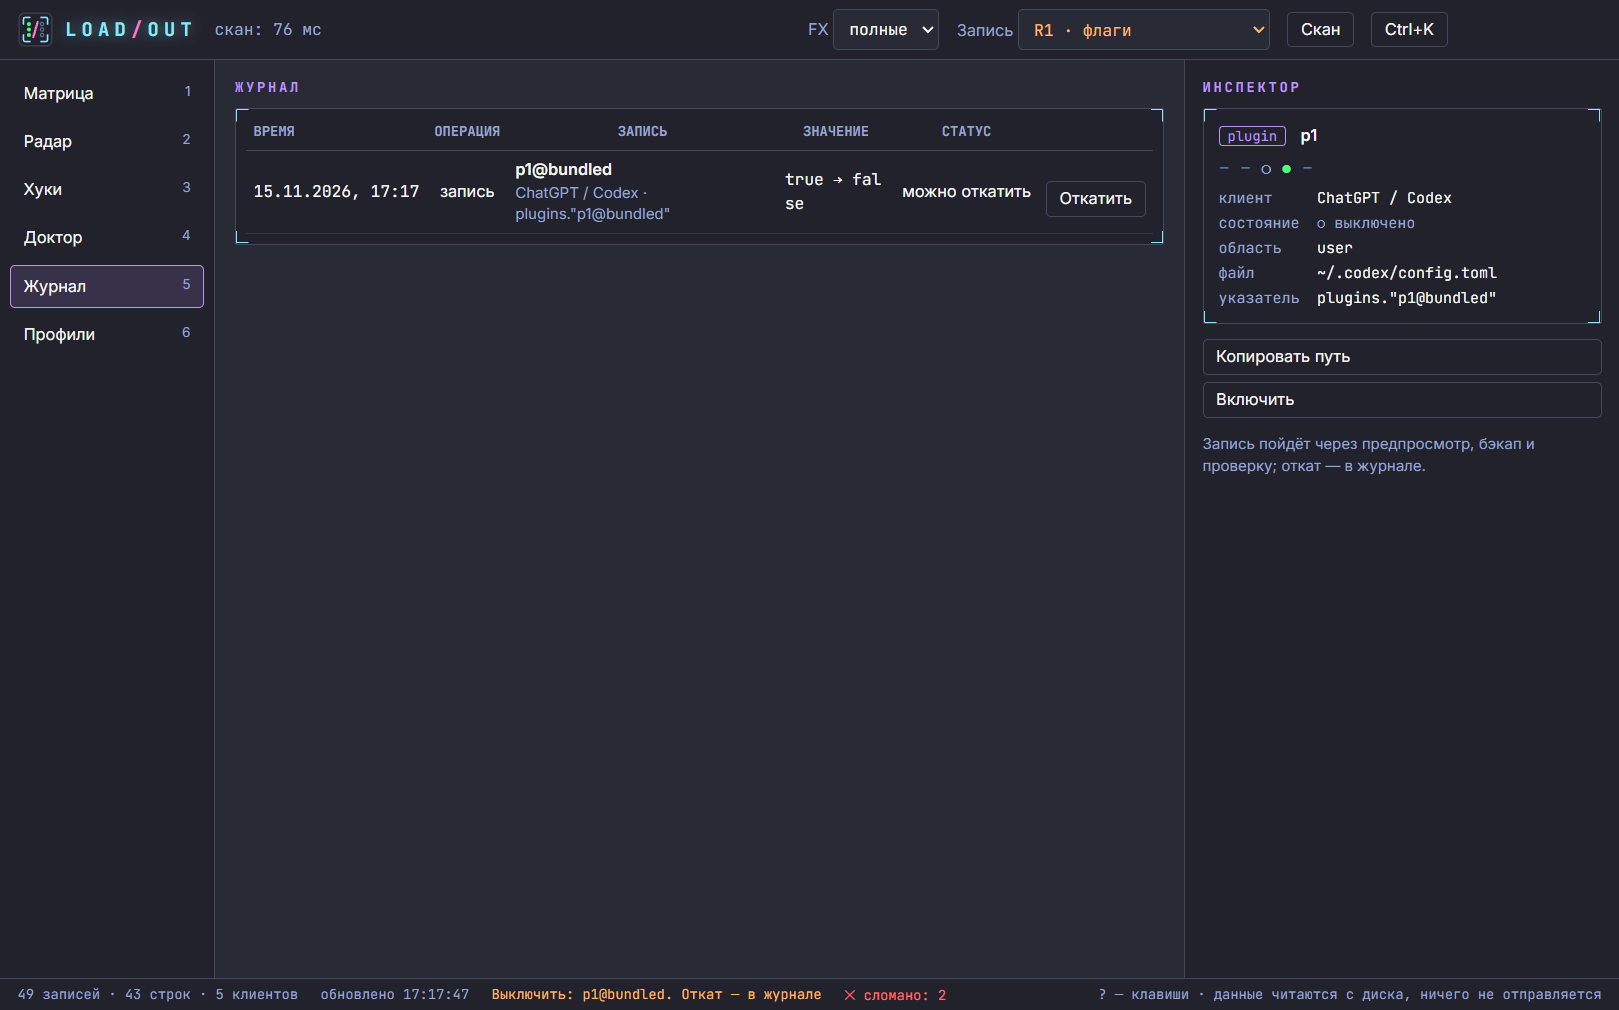 LOAD/OUT скан: 76 мс FX полные Запись R1 · флаги Скан Ctrl+K
Матрица 1
Радар 2
Хуки 3
Доктор 4
Журнал 5
Профили 6
ЖУРНАЛ
ВРЕМЯ ОПЕРАЦИЯ ЗАПИСЬ ЗНАЧЕНИЕ СТАТУС
15.11.2026, 17:17 запись
p1@bundled
ChatGPT / Codex ·
plugins."p1@bundled"
true → fal
se
можно откатить Откатить
ИНСПЕКТОР
plugin p1
— — ○ ● —
клиент ChatGPT / Codex
состояние ○ выключено
область user
файл ~/.codex/config.toml
указатель plugins."p1@bundled"
Копировать путь
Включить
Запись пойдёт через предпросмотр, бэкап и
проверку; откат — в журнале.
49 записей · 43 строк · 5 клиентов обновлено 17:17:47 Выключить: p1@bundled. Откат — в журнале ✕ сломано: 2 ? — клавиши · данные читаются с диска, ничего не отправляется